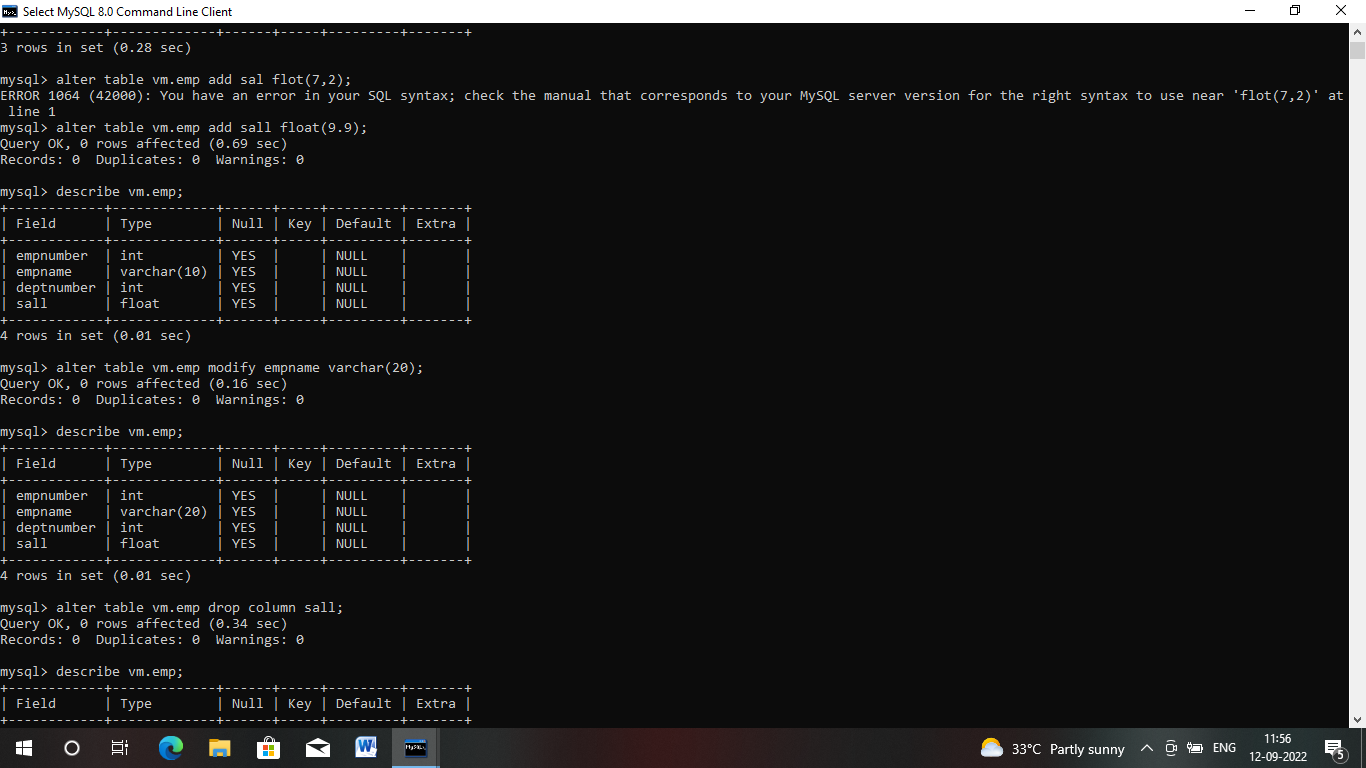 Select MySQL 8.0 Command Line Client
+------------+-------------+------+-----+---------+-------+
3 rows in set (0.28 sec)
mysql> alter table vm.emp add sal flot(7,2);
ERROR 1064 (42000): You have an error in your SQL syntax; check the manual that corresponds to your MySQL server version for the right syntax to use near 'flot(7,2)' at
 line 1
mysql> alter table vm.emp add sall float(9.9);
Query OK, 0 rows affected (0.69 sec)
Records: 0  Duplicates: 0  Warnings: 0
mysql> describe vm.emp;
+------------+-------------+------+-----+---------+-------+
| Field      | Type        | Null | Key | Default | Extra |
+------------+-------------+------+-----+---------+-------+
| empnumber  | int         | YES  |     | NULL    |       |
| empname    | varchar(10) | YES  |     | NULL    |       |
| deptnumber | int         | YES  |     | NULL    |       |
| sall       | float       | YES  |     | NULL    |       |
+------------+-------------+------+-----+---------+-------+
4 rows in set (0.01 sec)
mysql> alter table vm.emp modify empname varchar(20);
Query OK, 0 rows affected (0.16 sec)
Records: 0  Duplicates: 0  Warnings: 0
mysql> describe vm.emp;
+------------+-------------+------+-----+---------+-------+
| Field      | Type        | Null | Key | Default | Extra |
+------------+-------------+------+-----+---------+-------+
| empnumber  | int         | YES  |     | NULL    |       |
| empname    | varchar(20) | YES  |     | NULL    |       |
| deptnumber | int         | YES  |     | NULL    |       |
| sall       | float       | YES  |     | NULL    |       |
+------------+-------------+------+-----+---------+-------+
4 rows in set (0.01 sec)
mysql> alter table vm.emp drop column sall;
Query OK, 0 rows affected (0.34 sec)
Records: 0  Duplicates: 0  Warnings: 0
mysql> describe vm.emp;
+------------+-------------+------+-----+---------+-------+
| Field      | Type        | Null | Key | Default | Extra |
+------------+-------------+------+-----+---------+-------+
33°C Partly sunny ENG 11:56
12-09-2022 5